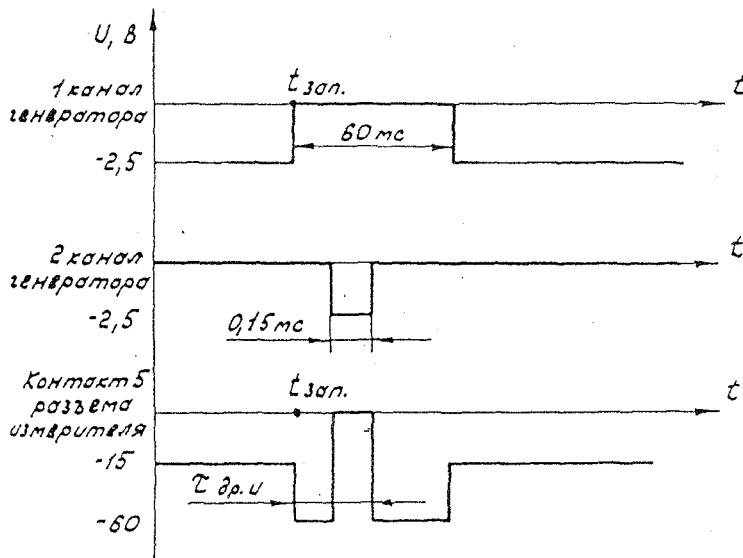 U, В
1 канал
генератора
t зап.
t
60 мс
-2,5
2 канал
генератора
t
-2,5
0,15 мс
Контакт 5
разъема
измерителя
t зап.
t
-15
τ др. и
-60